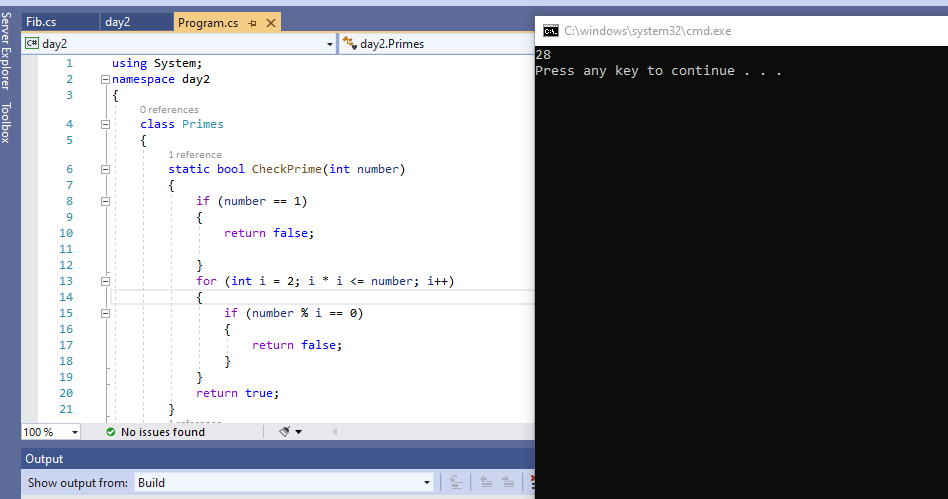 Fib.cs day2 Program.cs
Server Explorer
Toolbox
C# day2 day2.Primes
1 using System;
2 namespace day2
3 {
0 references
4 class Primes
5 {
1 reference
6 static bool CheckPrime(int number)
7 {
8 if (number == 1)
9 {
10 return false;
11
12 }
13 for (int i = 2; i * i <= number; i++)
14 {
15 if (number % i == 0)
16 {
17 return false;
18 }
19 }
20 return true;
21 }
100 % No issues found
Output
Show output from: Build
C:\windows\system32\cmd.exe
28
Press any key to continue . . .